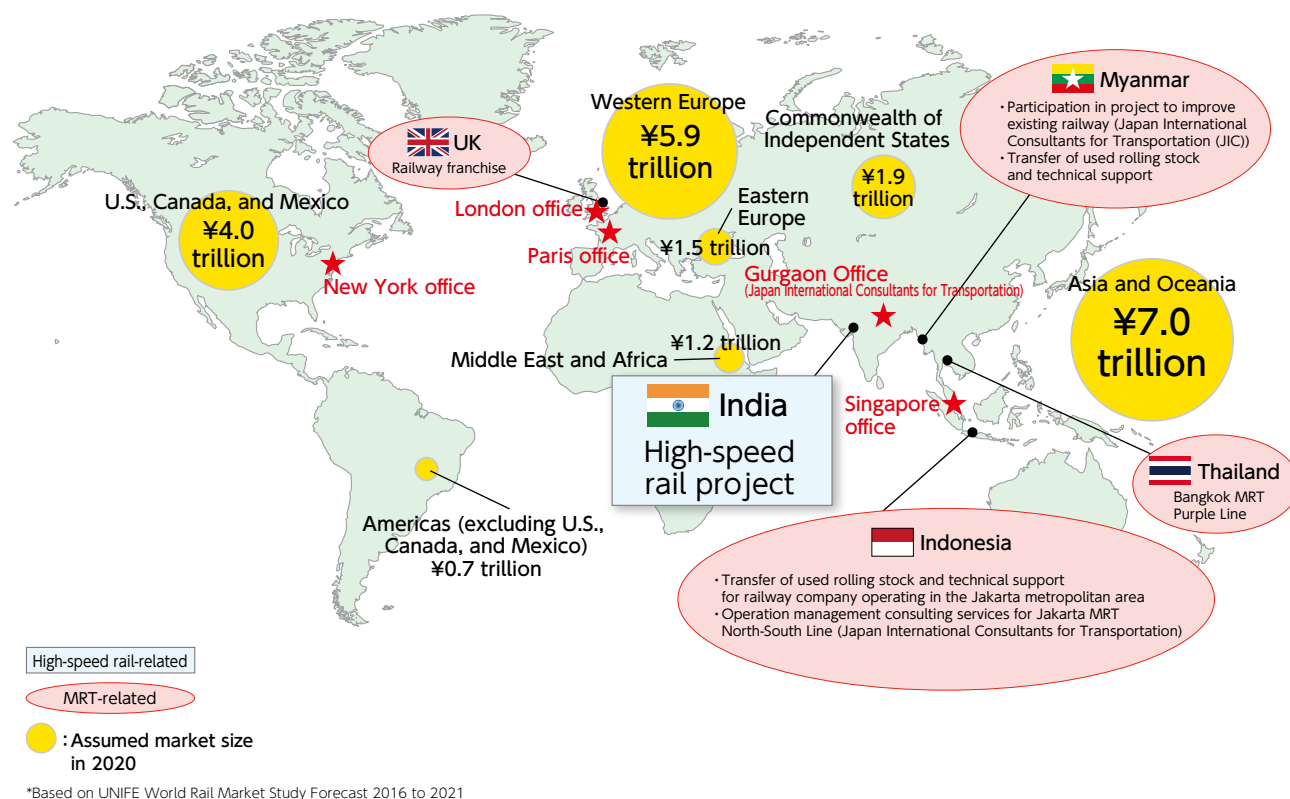 Western Europe
¥5.9
trillion
Commonwealth of
Independent States
¥1.9
trillion
Myanmar
・Participation in project to improve
existing railway (Japan International
Consultants for Transportation (JIC))
・Transfer of used rolling stock
and technical support
UK
Railway franchise
U.S., Canada, and Mexico
¥4.0
trillion
London office
Paris office
New York office
Eastern
Europe
¥1.5 trillion
Gurgaon Office
(Japan International Consultants for Transportation)
Asia and Oceania
¥7.0
trillion
¥1.2 trillion
Middle East and Africa
India
High-speed
rail project
Singapore
office
Thailand
Bangkok MRT
Purple Line
Americas (excluding U.S.,
Canada, and Mexico)
¥0.7 trillion
Indonesia
・Transfer of used rolling stock and technical support
for railway company operating in the Jakarta metropolitan area
・Operation management consulting services for Jakarta MRT
North-South Line (Japan International Consultants for Transportation)
High-speed rail-related
MRT-related
: Assumed market size
in 2020
*Based on UNIFE World Rail Market Study Forecast 2016 to 2021